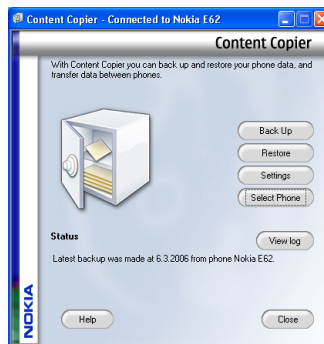 Content Copier - Connected to Nokia E62
Content Copier
With Content Copier you can back up and restore your phone data, and
transfer data between phones.
Back Up
Restore
Settings
Select Phone
Status
View log
Latest backup was made at 6.3.2006 from phone Nokia E62.
NOKIA
Help
Close